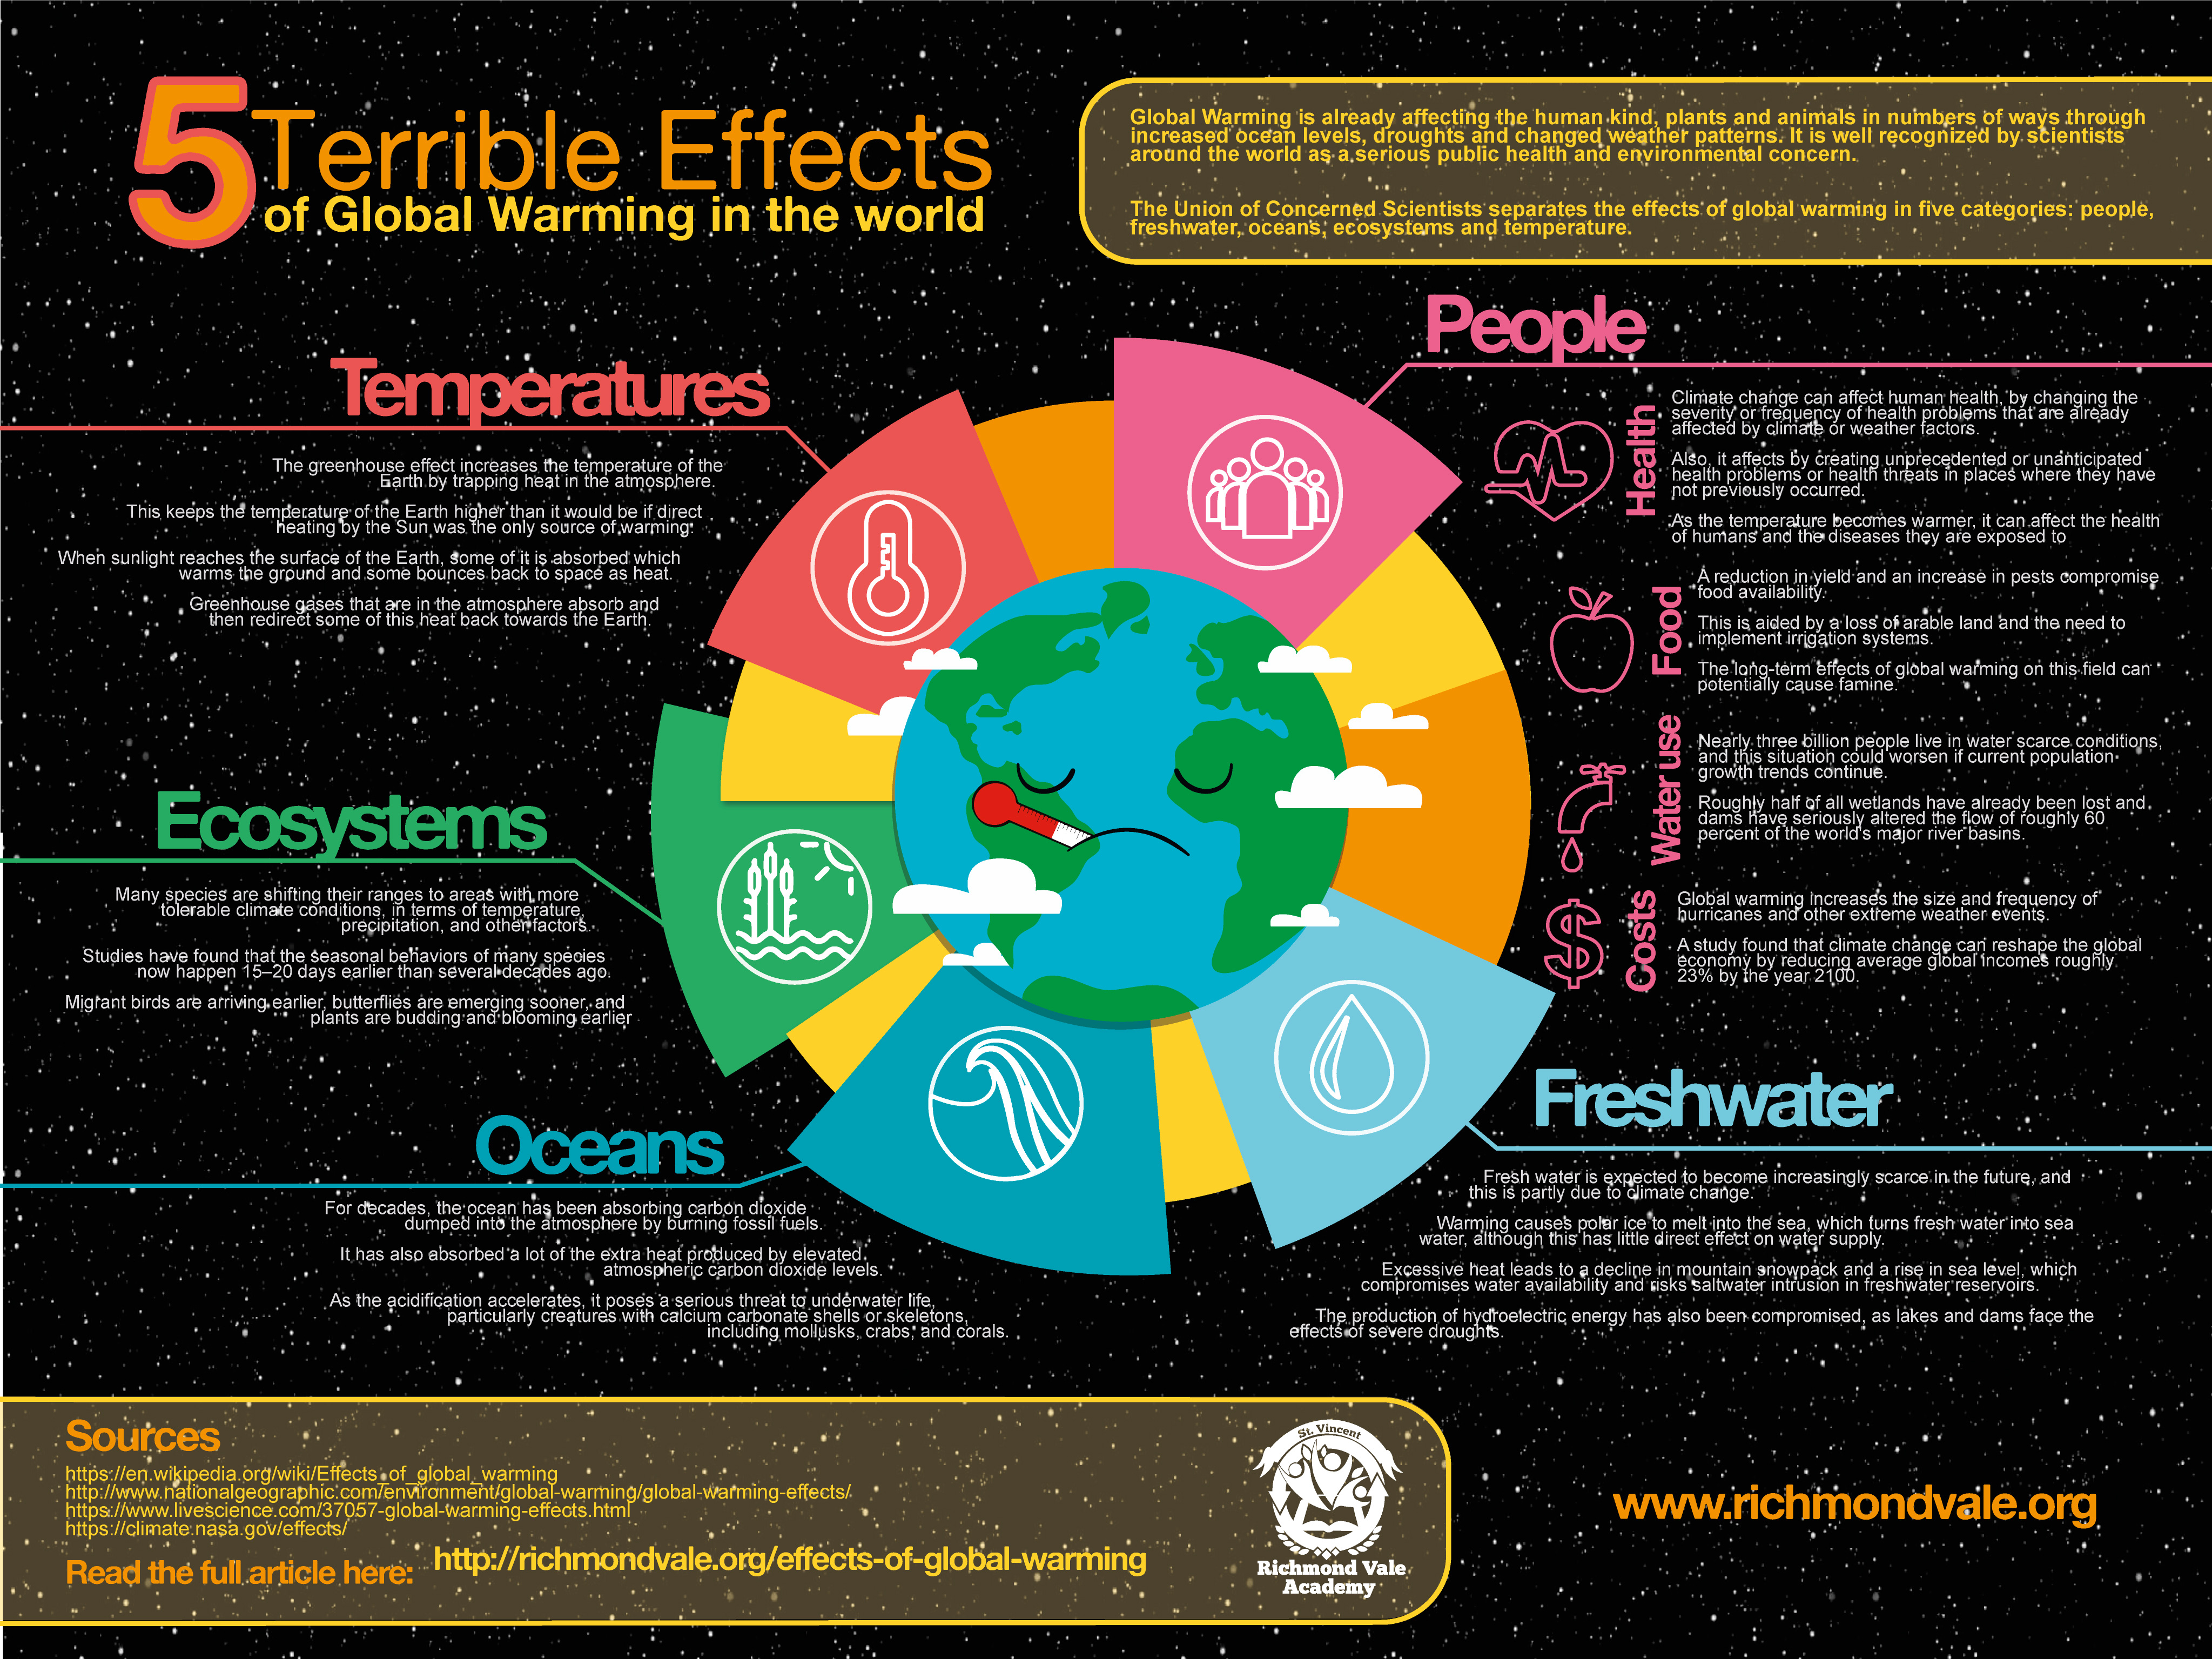 5 Terrible Effects
of Global Warming in the world
Global Warming is already affecting the human kind, plants and animals in numbers of ways through
increased ocean levels, droughts and changed weather patterns. It is well recognized by scientists
around the world as a serious public health and environmental concern.
The Union of Concerned Scientists separates the effects of global warming in five categories: people,
freshwater, oceans, ecosystems and temperature.
Temperatures
The greenhouse effect increases the temperature of the
Earth by trapping heat in the atmosphere.
This keeps the temperature of the Earth higher than it would be if direct
heating by the Sun was the only source of warming.
When sunlight reaches the surface of the Earth, some of it is absorbed which
warms the ground and some bounces back to space as heat.
Greenhouse gases that are in the atmosphere absorb and
then redirect some of this heat back towards the Earth.
People
Health
Climate change can affect human health, by changing the
severity or frequency of health problems that are already
affected by climate or weather factors.
Also, it affects by creating unprecedented or unanticipated
health problems or health threats in places where they have
not previously occurred.
As the temperature becomes warmer, it can affect the health
of humans and the diseases they are exposed to
Food
A reduction in yield and an increase in pests compromise
food availability.
This is aided by a loss of arable land and the need to
implement irrigation systems.
The long-term effects of global warming on this field can
potentially cause famine.
Water use
Nearly three billion people live in water scarce conditions,
and this situation could worsen if current population
growth trends continue.
Roughly half of all wetlands have already been lost and
dams have seriously altered the flow of roughly 60
percent of the world's major river basins.
Costs
Global warming increases the size and frequency of
hurricanes and other extreme weather events.
A study found that climate change can reshape the global
economy by reducing average global incomes roughly
23% by the year 2100.
Ecosystems
Many species are shifting their ranges to areas with more
tolerable climate conditions, in terms of temperature,
precipitation, and other factors.
Studies have found that the seasonal behaviors of many species
now happen 15–20 days earlier than several decades ago.
Migrant birds are arriving earlier, butterflies are emerging sooner, and
plants are budding and blooming earlier
Oceans
For decades, the ocean has been absorbing carbon dioxide
dumped into the atmosphere by burning fossil fuels.
It has also absorbed a lot of the extra heat produced by elevated
atmospheric carbon dioxide levels.
As the acidification accelerates, it poses a serious threat to underwater life,
particularly creatures with calcium carbonate shells or skeletons,
including mollusks, crabs, and corals.
Freshwater
Fresh water is expected to become increasingly scarce in the future, and
this is partly due to climate change.
Warming causes polar ice to melt into the sea, which turns fresh water into sea
water, although this has little direct effect on water supply.
Excessive heat leads to a decline in mountain snowpack and a rise in sea level, which
compromises water availability and risks saltwater intrusion in freshwater reservoirs.
The production of hydroelectric energy has also been compromised, as lakes and dams face the
effects of severe droughts.
Sources
https://en.wikipedia.org/wiki/Effects_of_global_warming
http://www.nationalgeographic.com/environment/global-warming/global-warming-effects/
https://www.livescience.com/37057-global-warming-effects.html
https://climate.nasa.gov/effects/
Read the full article here: http://richmondvale.org/effects-of-global-warming
St. Vincent
Richmond Vale
Academy
www.richmondvale.org